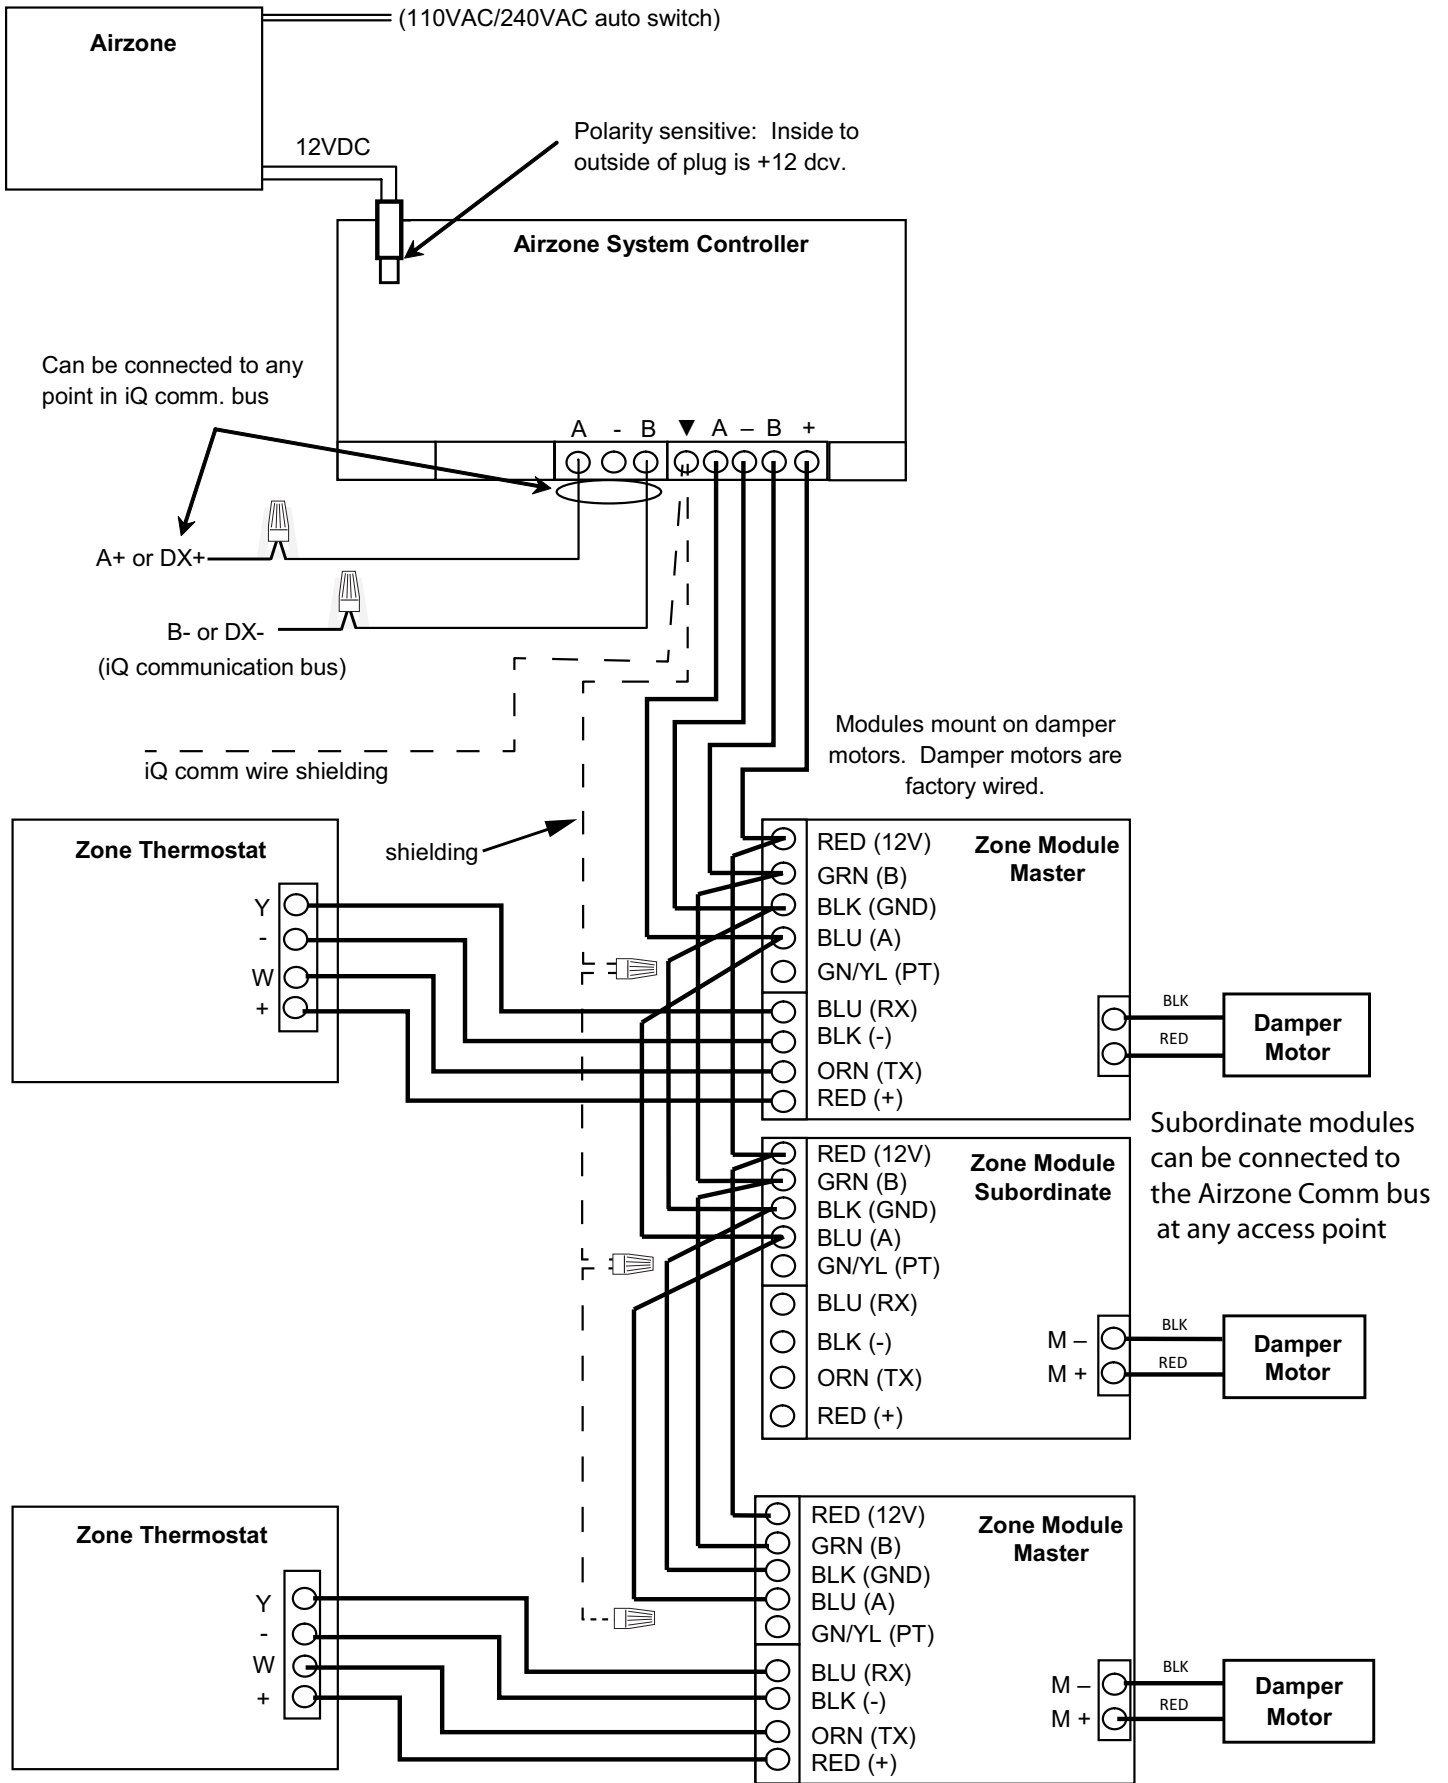 (110VAC/240VAC auto switch)
Airzone
12VDC
Polarity sensitive: Inside to
outside of plug is +12 dcv.
Airzone System Controller
Can be connected to any
point in iQ comm. bus
A - B ▼ A – B +
A+ or DX+
B- or DX-
(iQ communication bus)
iQ comm wire shielding
Modules mount on damper
motors. Damper motors are
factory wired.
shielding
Zone Thermostat
Y
-
W
+
Zone Module
Master
RED (12V)
GRN (B)
BLK (GND)
BLU (A)
GN/YL (PT)
BLU (RX)
BLK (-)
ORN (TX)
RED (+)
BLK
RED
Damper
Motor
Subordinate modules
can be connected to
the Airzone Comm bus
at any access point
Zone Module
Subordinate
RED (12V)
GRN (B)
BLK (GND)
BLU (A)
GN/YL (PT)
BLU (RX)
BLK (-)
ORN (TX)
RED (+)
M –
M +
BLK
RED
Damper
Motor
Zone Thermostat
Y
-
W
+
Zone Module
Master
RED (12V)
GRN (B)
BLK (GND)
BLU (A)
GN/YL (PT)
BLU (RX)
BLK (-)
ORN (TX)
RED (+)
M –
M +
BLK
RED
Damper
Motor